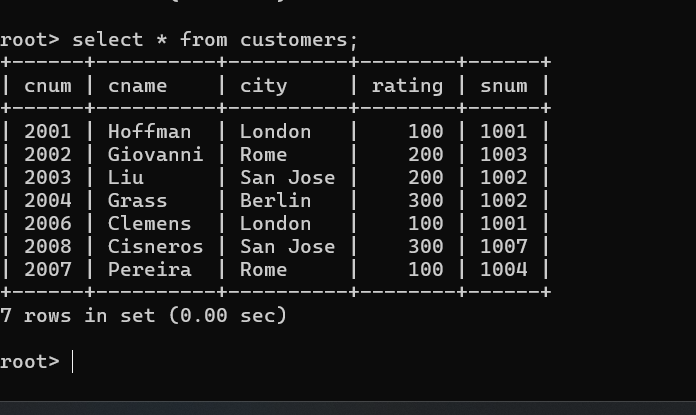 root> select * from customers;
+------+----------+----------+--------+------+
| cnum | cname    | city     | rating | snum |
+------+----------+----------+--------+------+
| 2001 | Hoffman  | London   |    100 | 1001 |
| 2002 | Giovanni | Rome     |    200 | 1003 |
| 2003 | Liu      | San Jose |    200 | 1002 |
| 2004 | Grass    | Berlin   |    300 | 1002 |
| 2006 | Clemens  | London   |    100 | 1001 |
| 2008 | Cisneros | San Jose |    300 | 1007 |
| 2007 | Pereira  | Rome     |    100 | 1004 |
+------+----------+----------+--------+------+
7 rows in set (0.00 sec)
root>